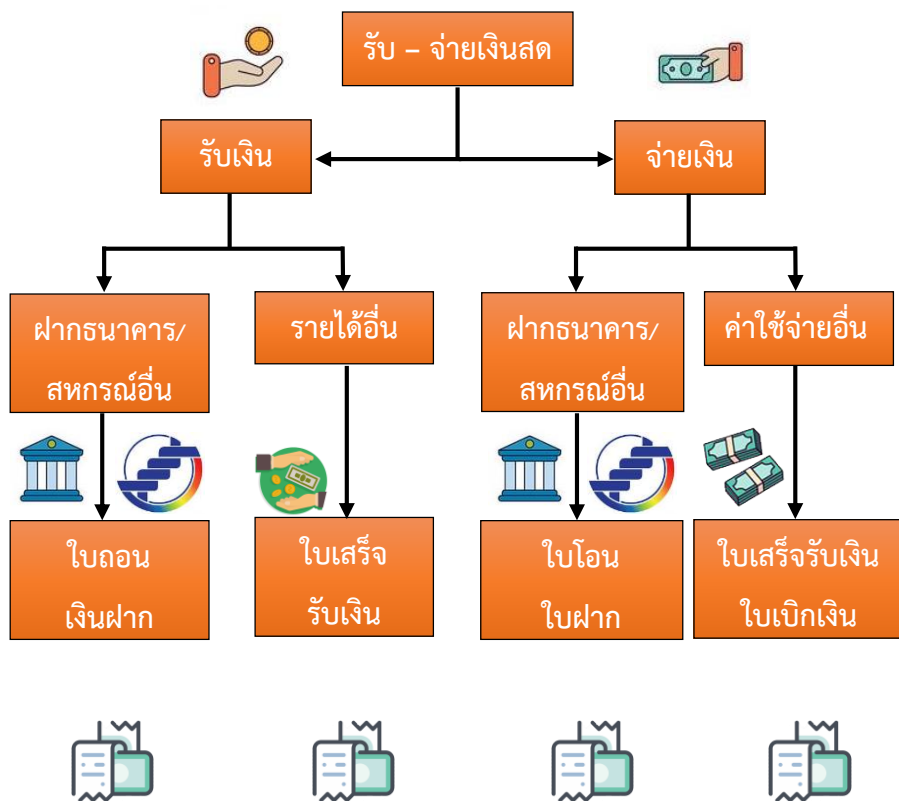 รับ – จ่ายเงินสด
รับเงิน
จ่ายเงิน
ฝากธนาคาร/
สหกรณ์อื่น
รายได้อื่น
ฝากธนาคาร/
สหกรณ์อื่น
ค่าใช้จ่ายอื่น
ใบถอน
เงินฝาก
ใบเสร็จ
รับเงิน
ใบโอน
ใบฝาก
ใบเสร็จรับเงิน
ใบเบิกเงิน